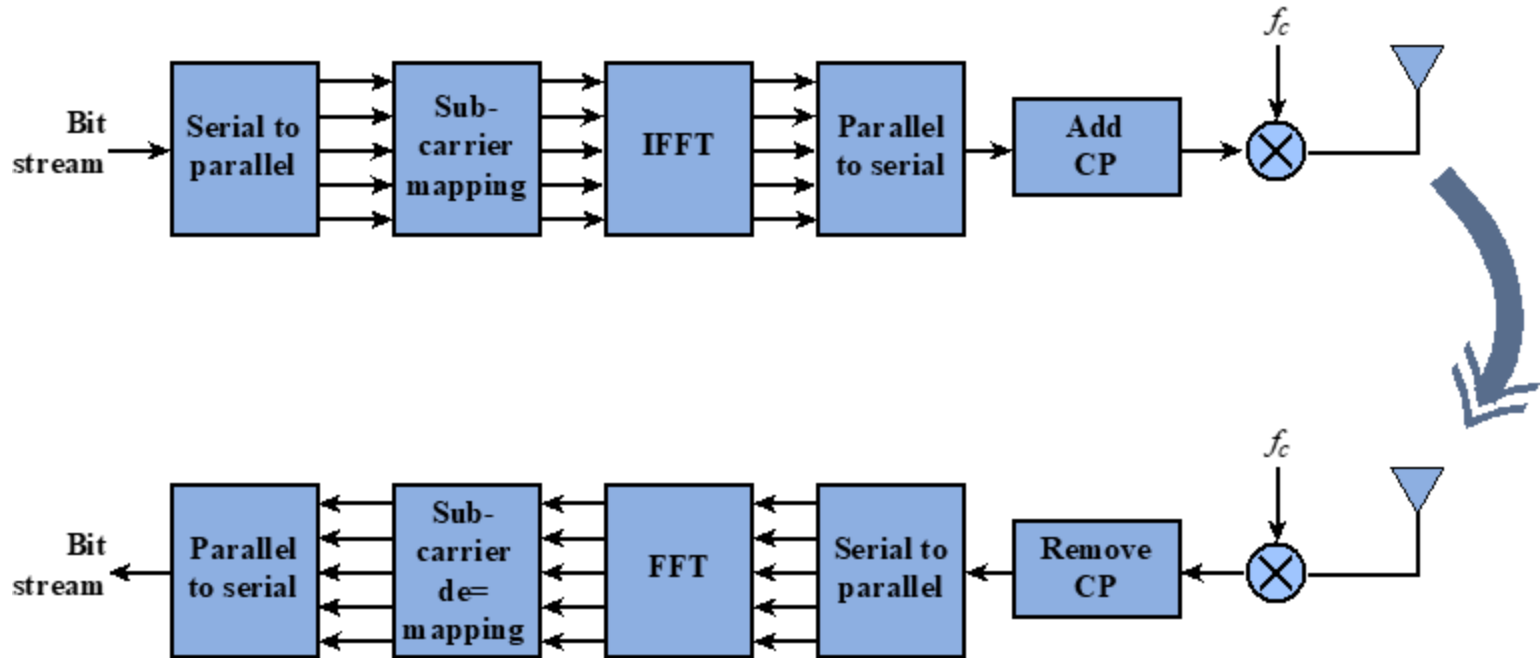 f_c
Bit
stream
Serial to
parallel
Sub-
carrier
mapping
IFFT
Parallel
to serial
Add
CP
f_c
Bit
stream
Parallel
to serial
Sub-
carrier
de=
mapping
FFT
Serial to
parallel
Remove
CP